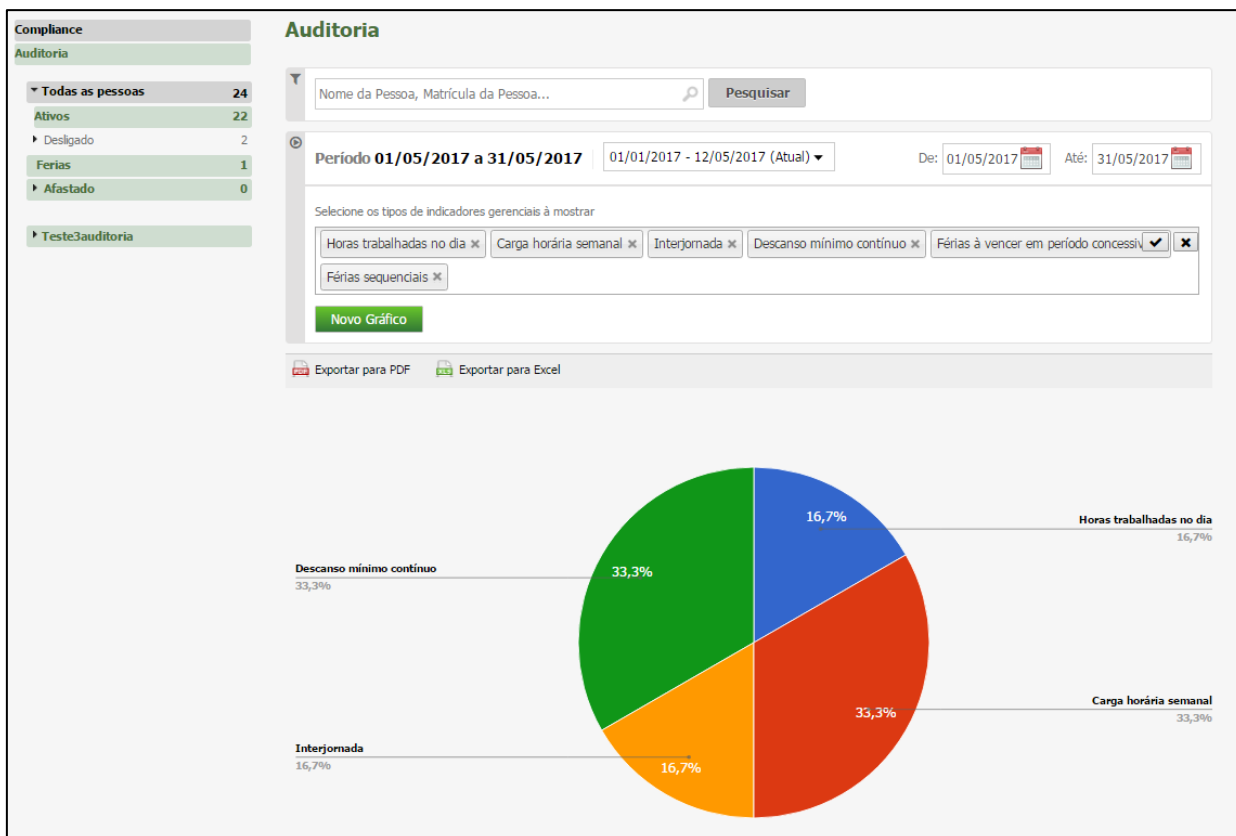 Compliance
Auditoria
Todas as pessoas 24
Ativos 22
Desligado 2
Ferias 1
Afastado 0
Teste3auditoria
Auditoria
Nome da Pessoa, Matrícula da Pessoa... Pesquisar
Período 01/05/2017 a 31/05/2017 01/01/2017 - 12/05/2017 (Atual) De: 01/05/2017 Até: 31/05/2017
Selecione os tipos de indicadores gerenciais à mostrar
Horas trabalhadas no dia Carga horária semanal Interjornada Descanso mínimo contínuo Férias à vencer em período concessiv
Férias sequenciais
Novo Gráfico
Exportar para PDF Exportar para Excel
16,7%
Horas trabalhadas no dia
16,7%
Descanso mínimo contínuo
33,3%
33,3%
Carga horária semanal
33,3%
33,3%
Interjornada
16,7%
16,7%